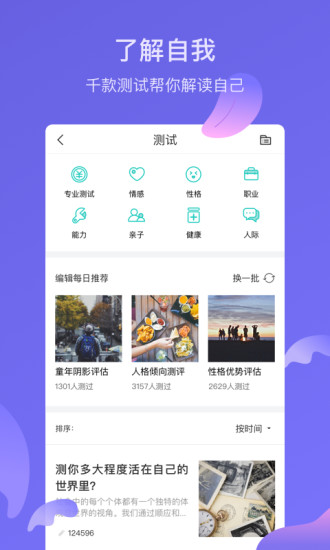 了解自我
千款测试帮你解读自己
测试
专业测试 情感 性格 职业
能力 亲子 健康 人际
编辑每日推荐 换一批
童年阴影评估 人格倾向测评 性格优势评估
1301人测过 3157人测过 2629人测过
排序: 按时间
测你多大程度活在自己的
世界里?
中的每个个体都有一个独特的体
世界的视角。我们通过顺应和...
124596